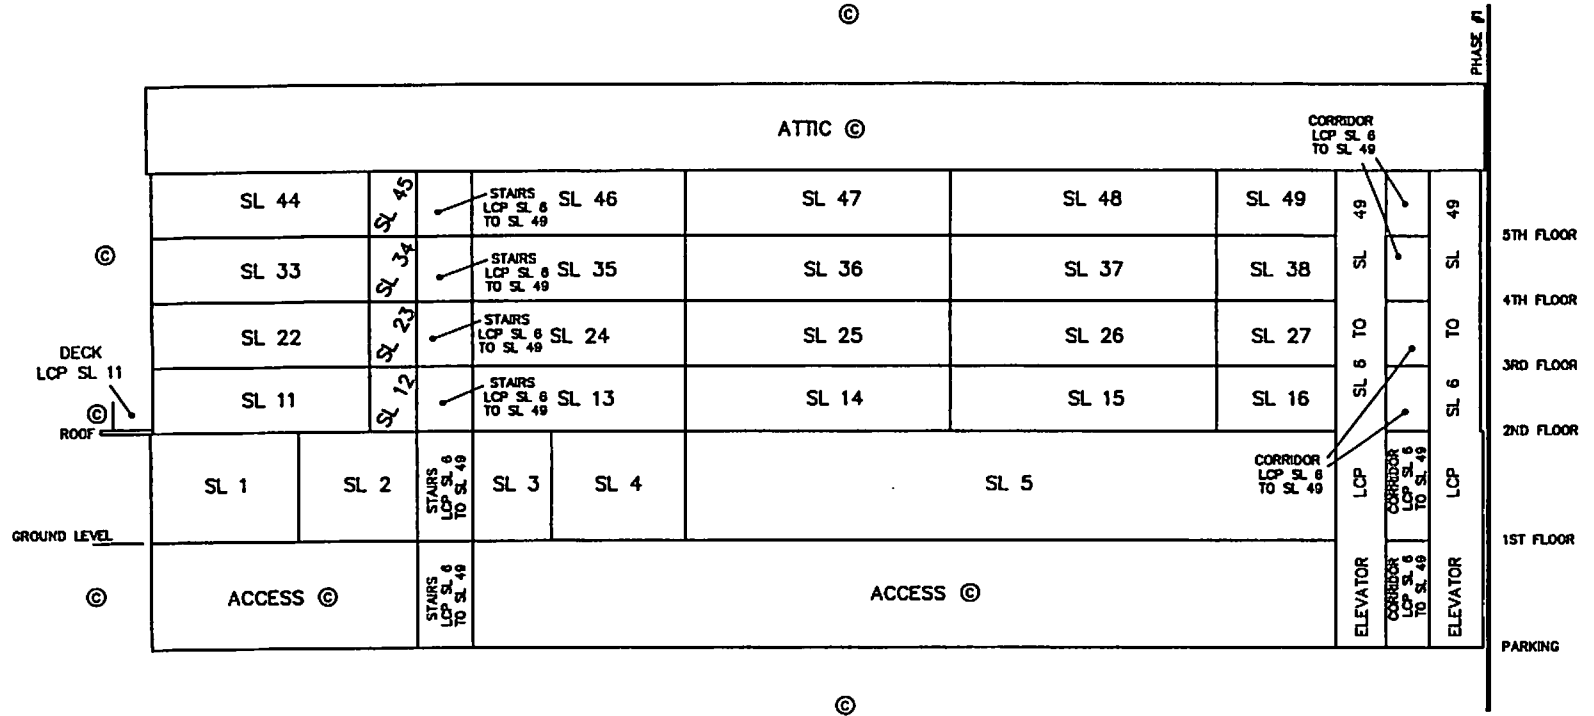 ©
PHASE #1
ATTIC ©
CORRIDOR
LCP SL 6
TO SL 49
SL 44
SL 45
STAIRS
LCP SL 6
TO SL 49
SL 46
SL 47
SL 48
SL 49
5TH FLOOR
©
SL 33
SL 34
STAIRS
LCP SL 6
TO SL 49
SL 35
SL 36
SL 37
SL 38
4TH FLOOR
SL 22
SL 23
STAIRS
LCP SL 6
TO SL 49
SL 24
SL 25
SL 26
SL 27
3RD FLOOR
DECK
LCP SL 11
©
ROOF
SL 11
SL 12
STAIRS
LCP SL 6
TO SL 49
SL 13
SL 14
SL 15
SL 16
2ND FLOOR
SL 1
SL 2
STAIRS
LCP SL 6
TO SL 49
SL 3
SL 4
SL 5
CORRIDOR
LCP SL 6
TO SL 49
ELEVATOR LCP SL 6 TO SL 49
CORRIDOR
LCP SL 6
TO SL 49
ELEVATOR LCP SL 6 TO SL 49
GROUND LEVEL
1ST FLOOR
©
ACCESS ©
STAIRS
LCP SL 6
TO SL 49
ACCESS ©
CORRIDOR
LCP SL 6
TO SL 49
PARKING
©